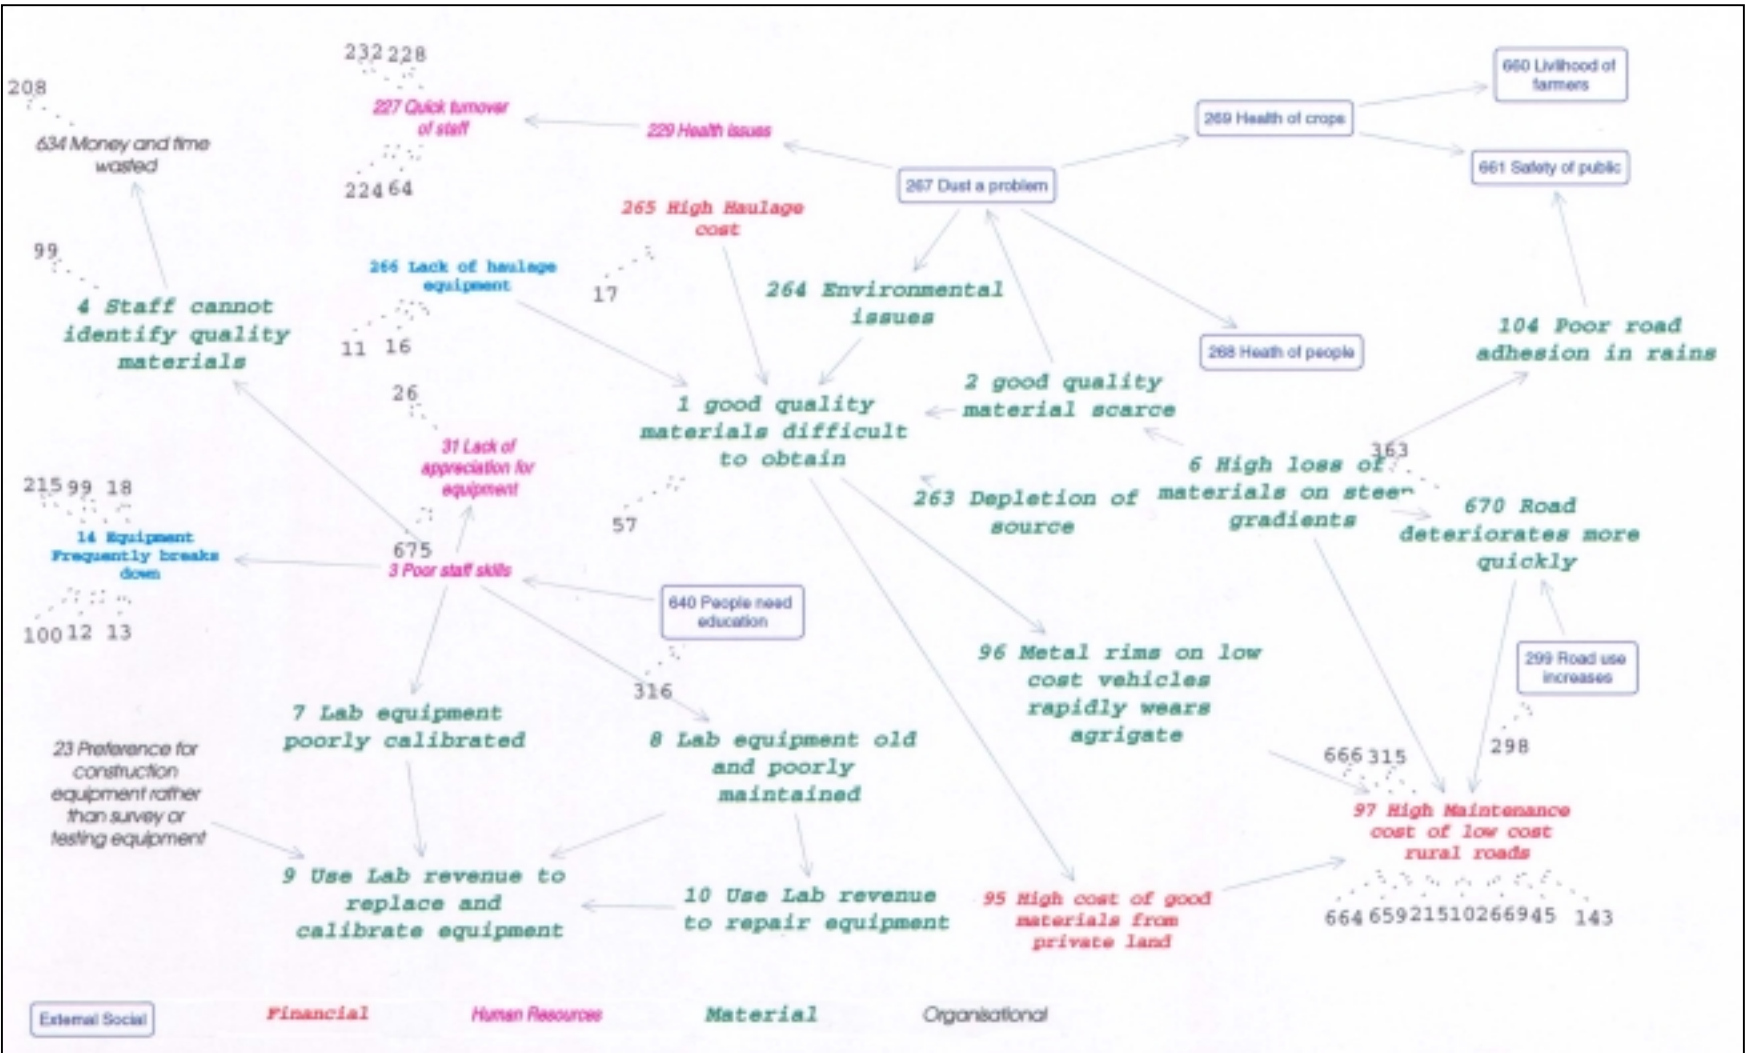 232 228
208
227 Quick turnover
of staff
634 Money and time
wasted
224 64
229 Health issues
267 Dust a problem
269 Health of crops
660 Livlihood of
farmers
661 Safety of public
265 High Haulage
cost
99
266 Lack of haulage
equipment
17
264 Environmental
issues
4 Staff cannot
identify quality
materials
11 16
268 Heath of people
104 Poor road
adhesion in rains
26
1 good quality
materials difficult
to obtain
2 good quality
material scarce
31 Lack of
appreciation for
equipment
363
6 High loss of
materials on steep
gradients
263 Depletion of
source
670 Road
deteriorates more
quickly
215 99 18
14 Equipment
Frequently breaks
down
57
675
3 Poor staff skills
640 People need
education
100 12 13
316
96 Metal rims on low
cost vehicles
rapidly wears
agrigate
299 Road use
increases
7 Lab equipment
poorly calibrated
8 Lab equipment old
and poorly
maintained
23 Preference for
construction
equipment rather
than survey or
testing equipment
666 315
298
97 High Maintenance
cost of low cost
rural roads
9 Use Lab revenue to
replace and
calibrate equipment
10 Use Lab revenue
to repair equipment
95 High cost of good
materials from
private land
664 659 215 10 266 69 45 143
External Social
Financial
Human Resources
Material
Organisational